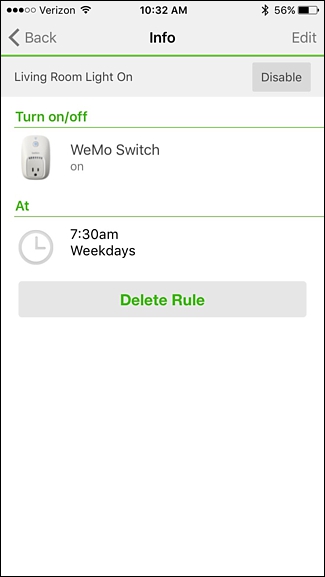 Verizon 10:32 AM 56%
Back Info Edit
Living Room Light On Disable
Turn on/off
WeMo Switch
on
At
7:30am
Weekdays
Delete Rule